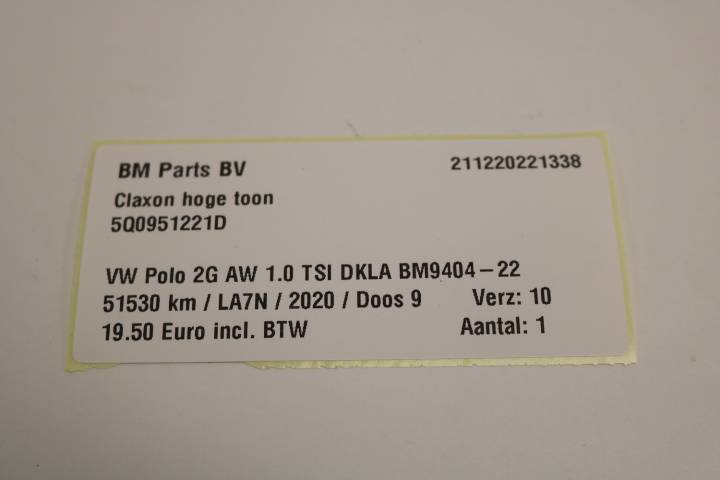 BM Parts BV 211220221338
Claxon hoge toon
5Q0951221D
VW Polo 2G AW 1.0 TSI DKLA BM9404-22
51530 km / LA7N / 2020 / Doos 9 Verz: 10
19.50 Euro incl. BTW Aantal: 1